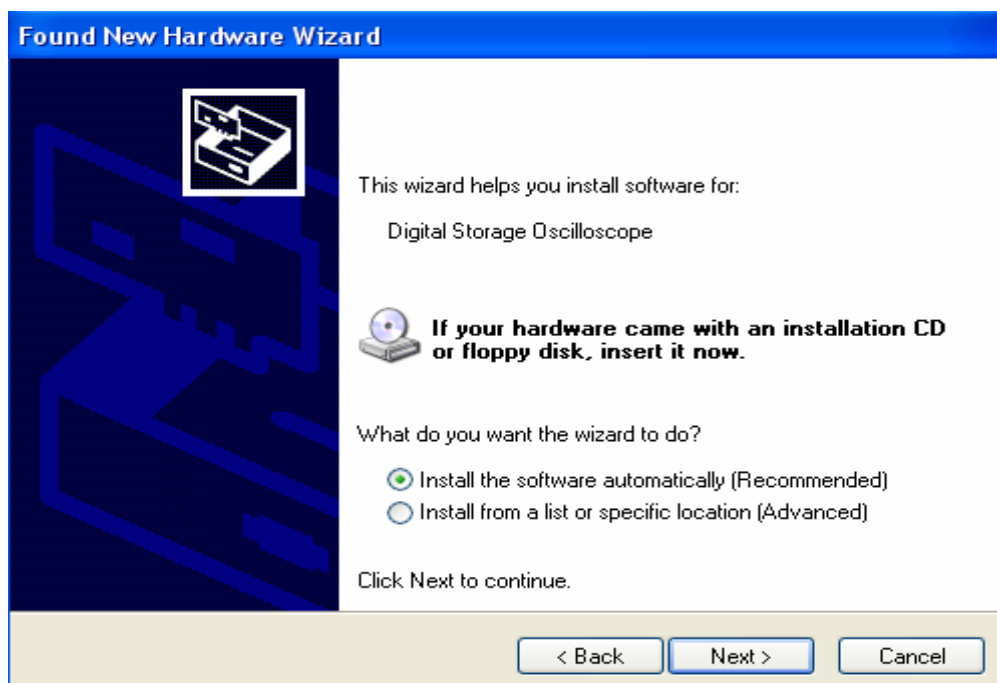 Found New Hardware Wizard
This wizard helps you install software for:
Digital Storage Oscilloscope
If your hardware came with an installation CD
or floppy disk, insert it now.
What do you want the wizard to do?
Install the software automatically (Recommended)
Install from a list or specific location (Advanced)
Click Next to continue.
< Back
Next >
Cancel